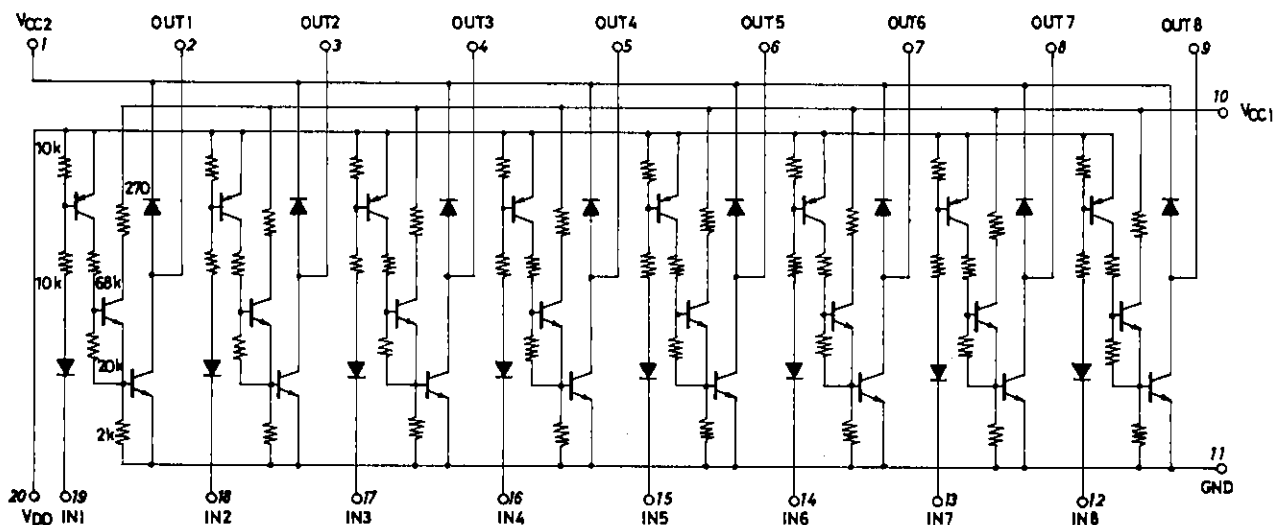 VCC2 OUT1 OUT2 OUT3 OUT4 OUT5 OUT6 OUT7 OUT8
1 2 3 4 5 6 7 8 9
10
VCC1
10k
270
10k
68k
20k
2k
11
GND
20 19 18 17 16 15 14 13 12
VDD IN1 IN2 IN3 IN4 IN5 IN6 IN7 IN8